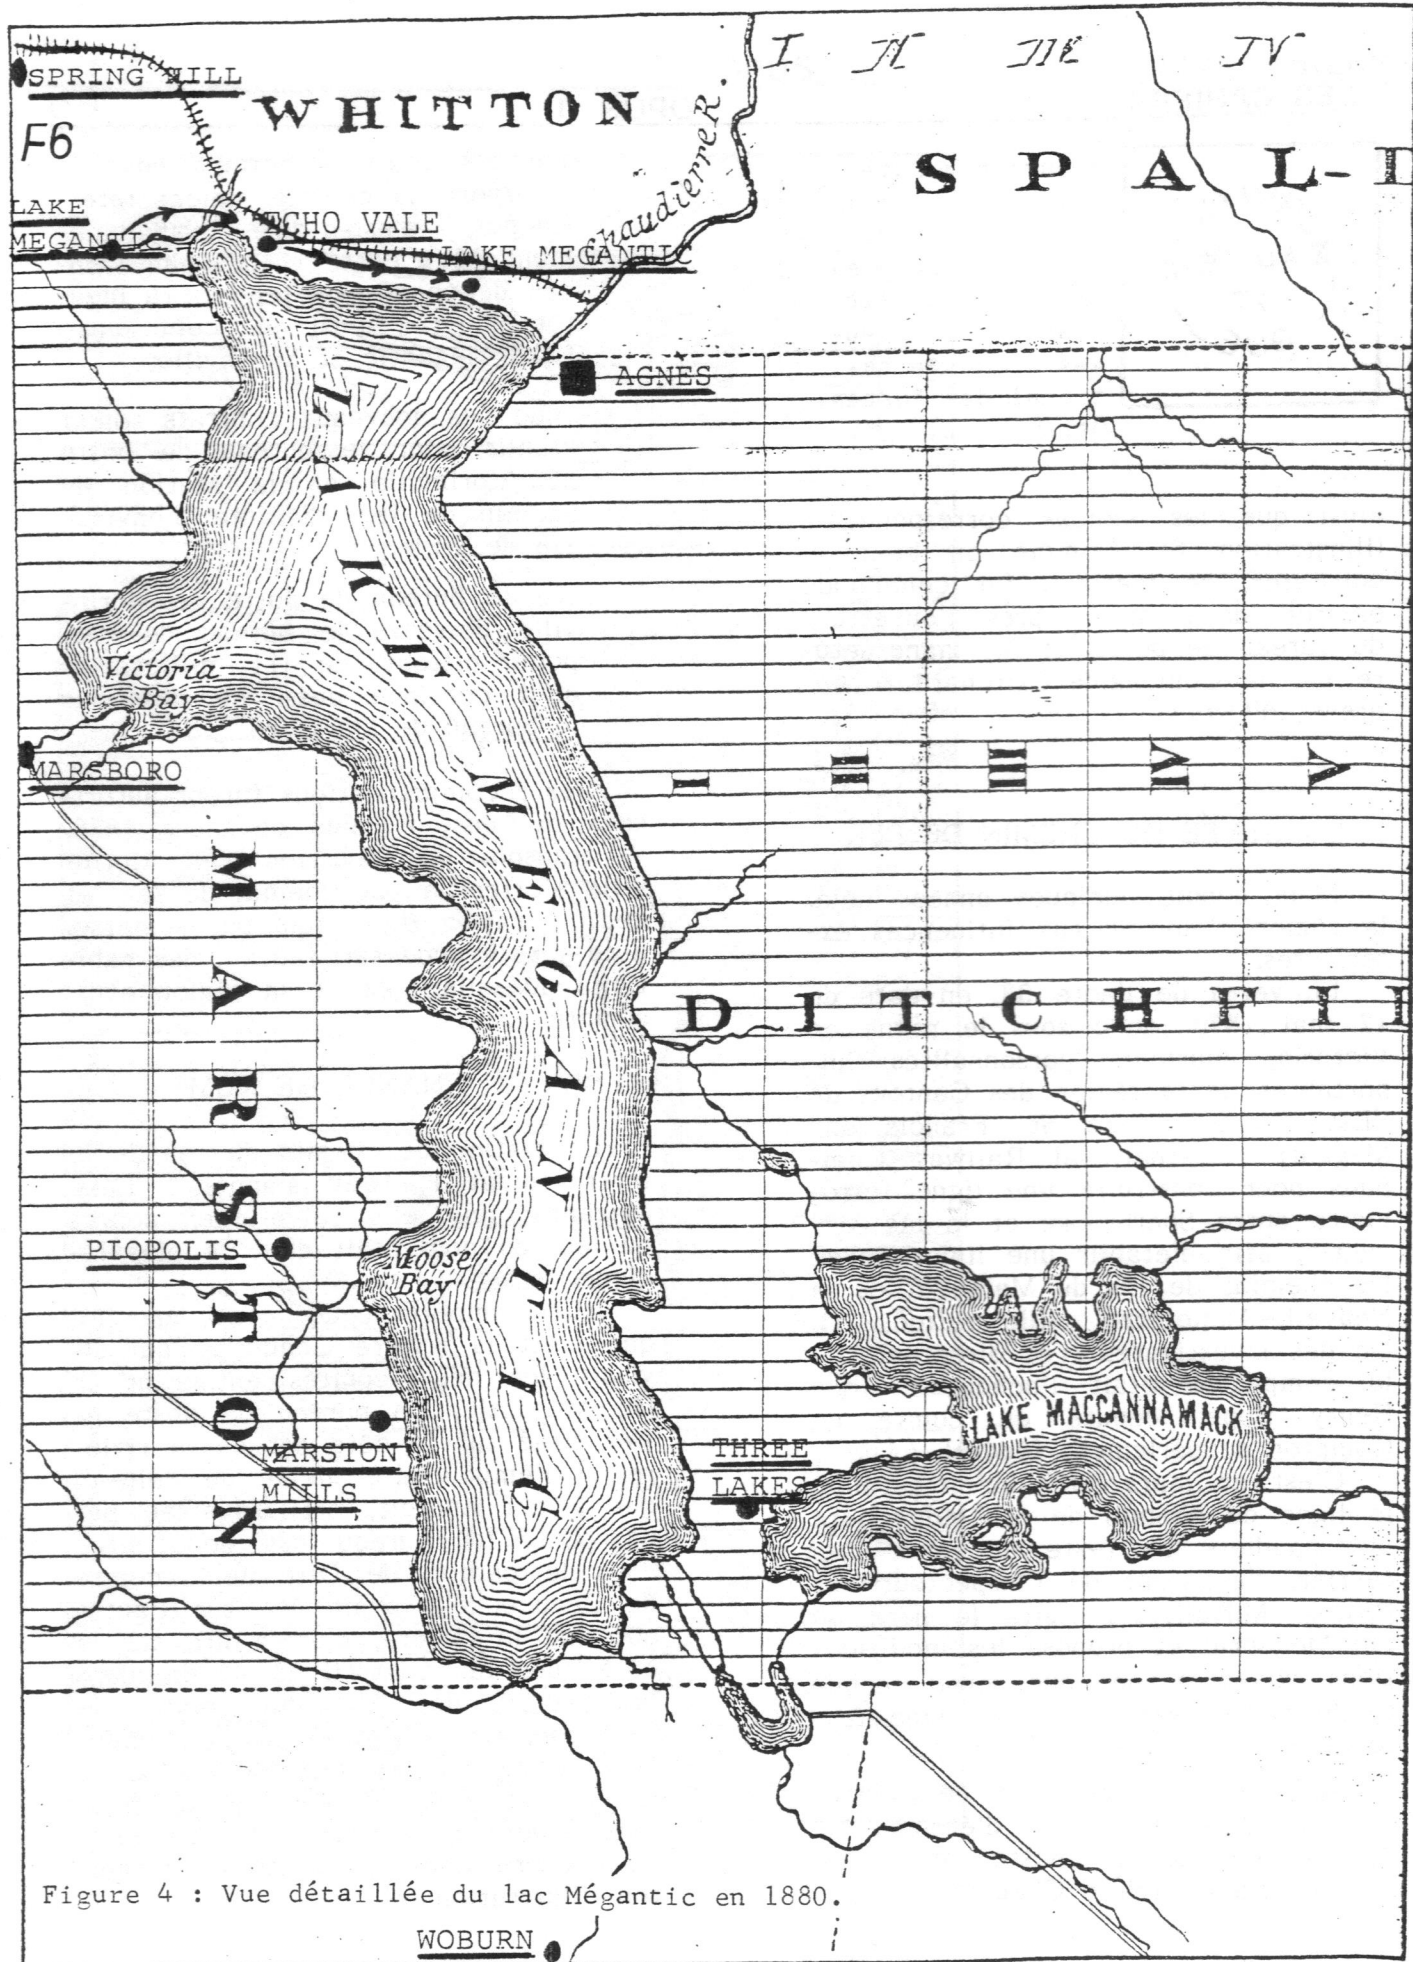 I II III IV
SPRING HILL
WHITTON
F6
Chaudierre R.
SPAL-D
LAKE
MEGANTIC
ECHO VALE
LAKE MEGANTIC
AGNES
LAKE MEGANTIC
Victoria
Bay
MARSBORO
I II III IV V
MARSTON
DITCHFI
PIOPOLIS
Moose
Bay
LAKE MACCANNAMACK
MARSTON
MILLS
THREE
LAKES
Figure 4 : Vue détaillée du lac Mégantic en 1880.
WOBURN